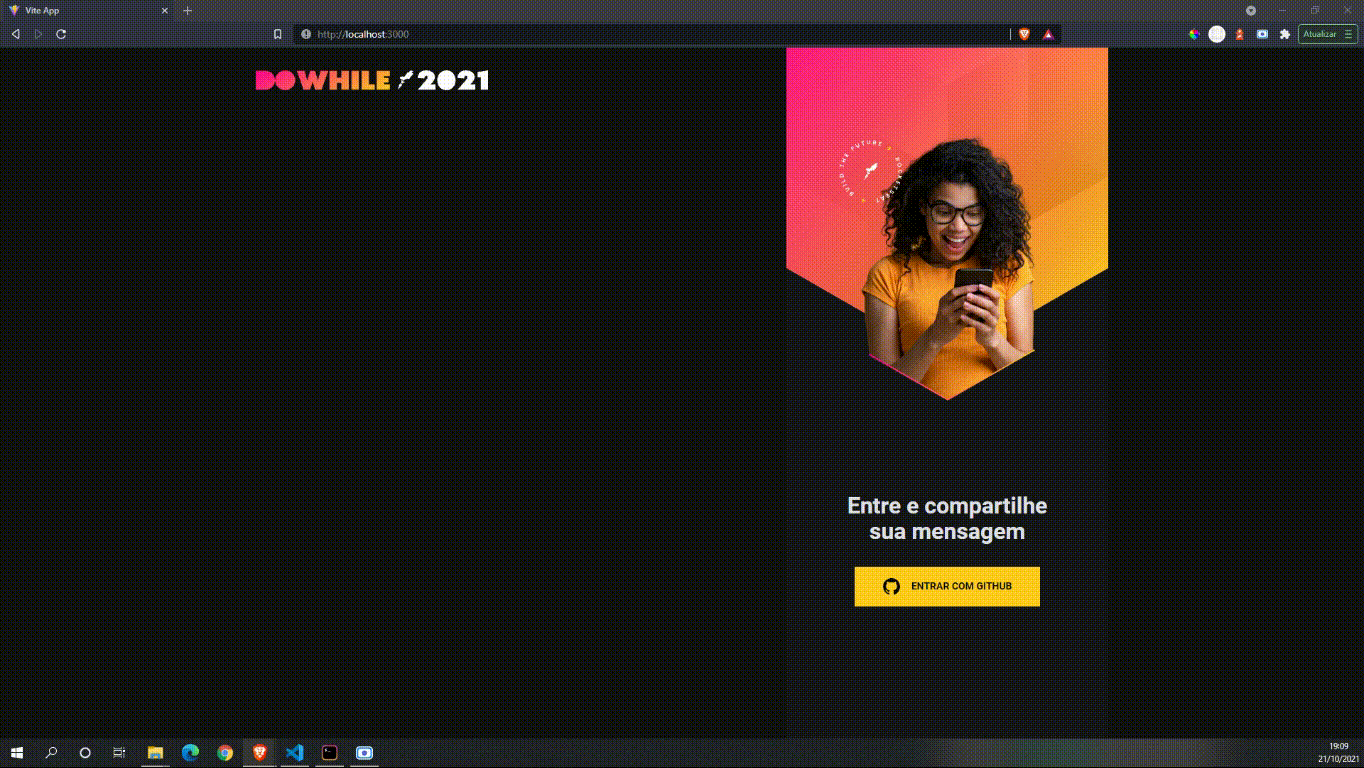 Vite App
http://localhost:3000
Atualizar
DOWHILE 2021
BUILD THE FUTURE ROCKETSEAT
Entre e compartilhe
sua mensagem
ENTRAR COM GITHUB
19:09
21/10/2021